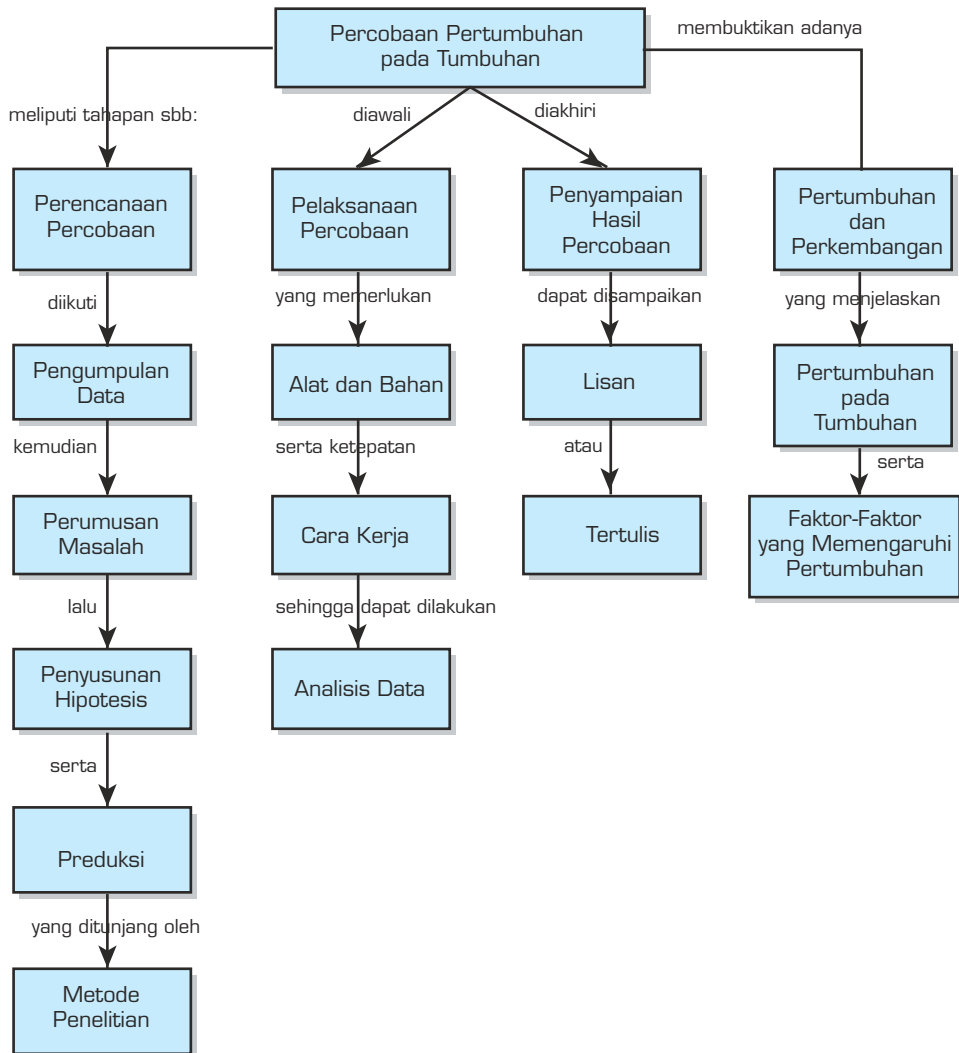 Percobaan Pertumbuhan
pada Tumbuhan
membuktikan adanya
meliputi tahapan sbb:
diawali
diakhiri
Perencanaan
Percobaan
Pelaksanaan
Percobaan
Penyampaian
Hasil
Percobaan
Pertumbuhan
dan
Perkembangan
diikuti
yang memerlukan
dapat disampaikan
yang menjelaskan
Pengumpulan
Data
Alat dan Bahan
Lisan
Pertumbuhan
pada
Tumbuhan
kemudian
serta ketepatan
atau
serta
Perumusan
Masalah
Cara Kerja
Tertulis
Faktor-Faktor
yang Memengaruhi
Pertumbuhan
lalu
sehingga dapat dilakukan
Penyusunan
Hipotesis
Analisis Data
serta
Preduksi
yang ditunjang oleh
Metode
Penelitian